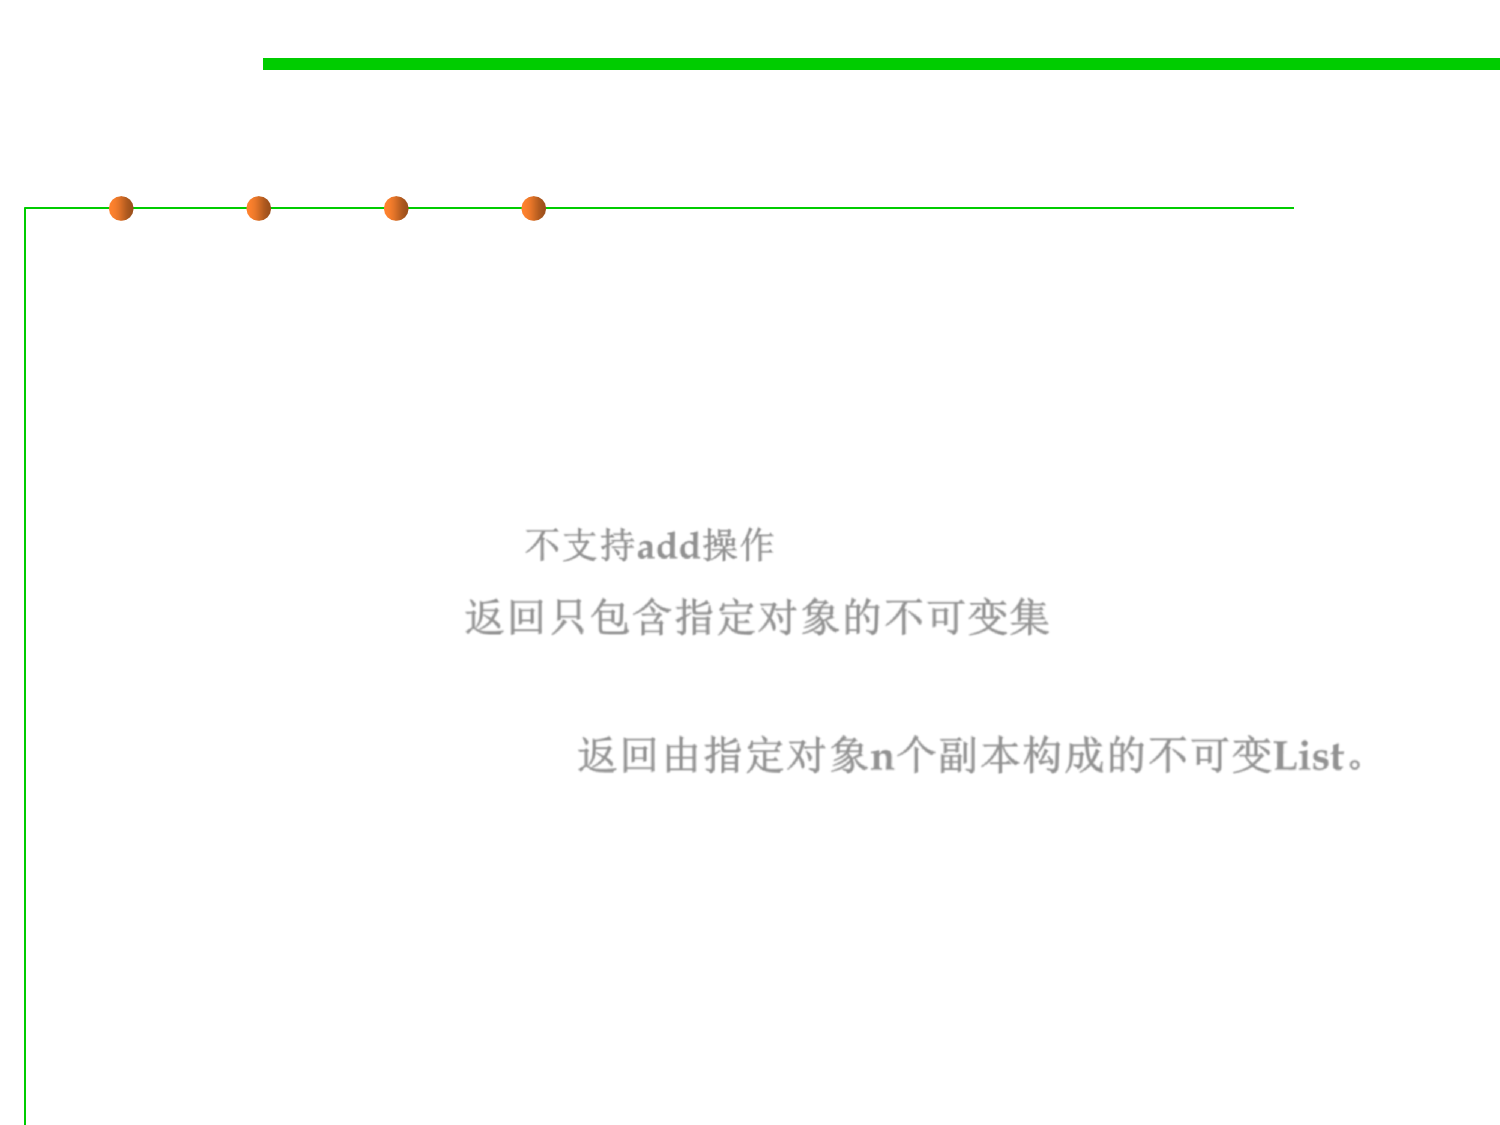 不支持add操作
返回只包含指定对象的不可变集
返回由指定对象n个副本构成的不可变List。